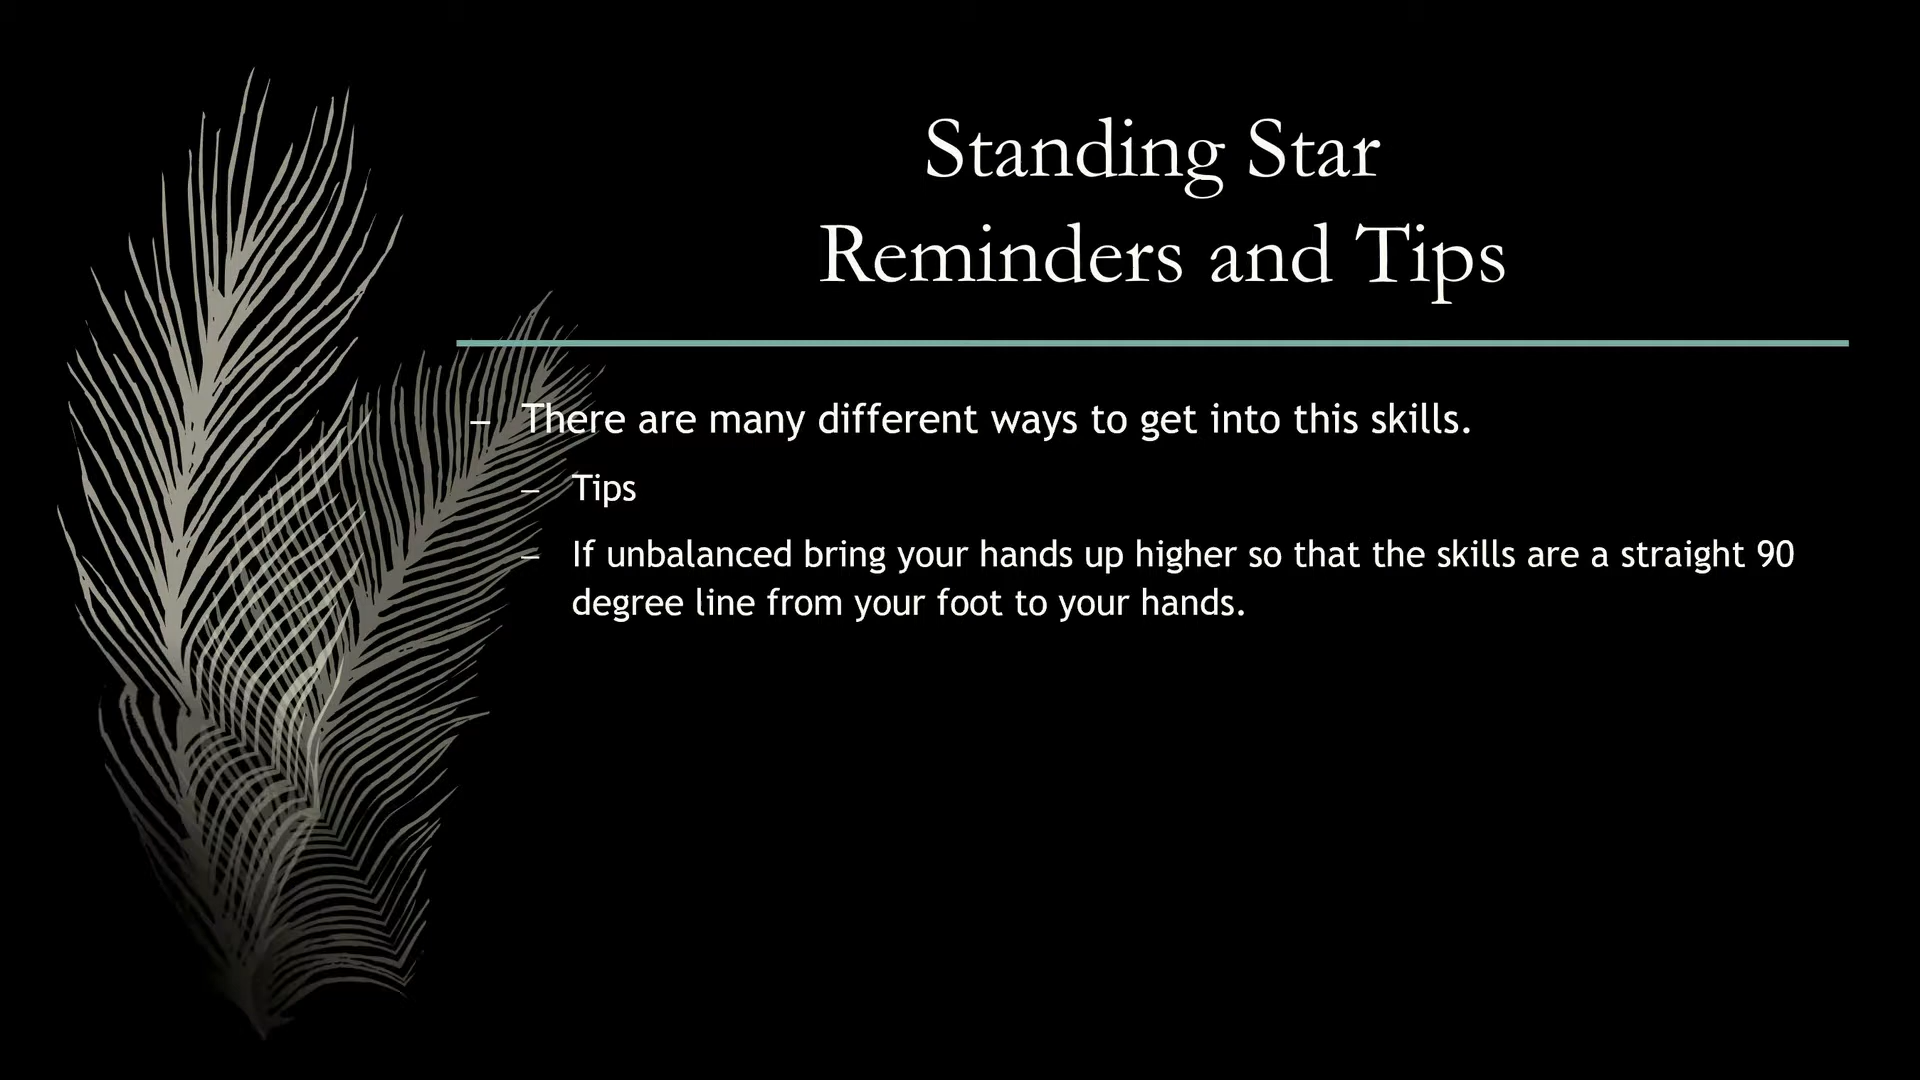 Standing Star
Reminders and Tips
– There are many different ways to get into this skills.
– Tips
– If unbalanced bring your hands up higher so that the skills are a straight 90
degree line from your foot to your hands.